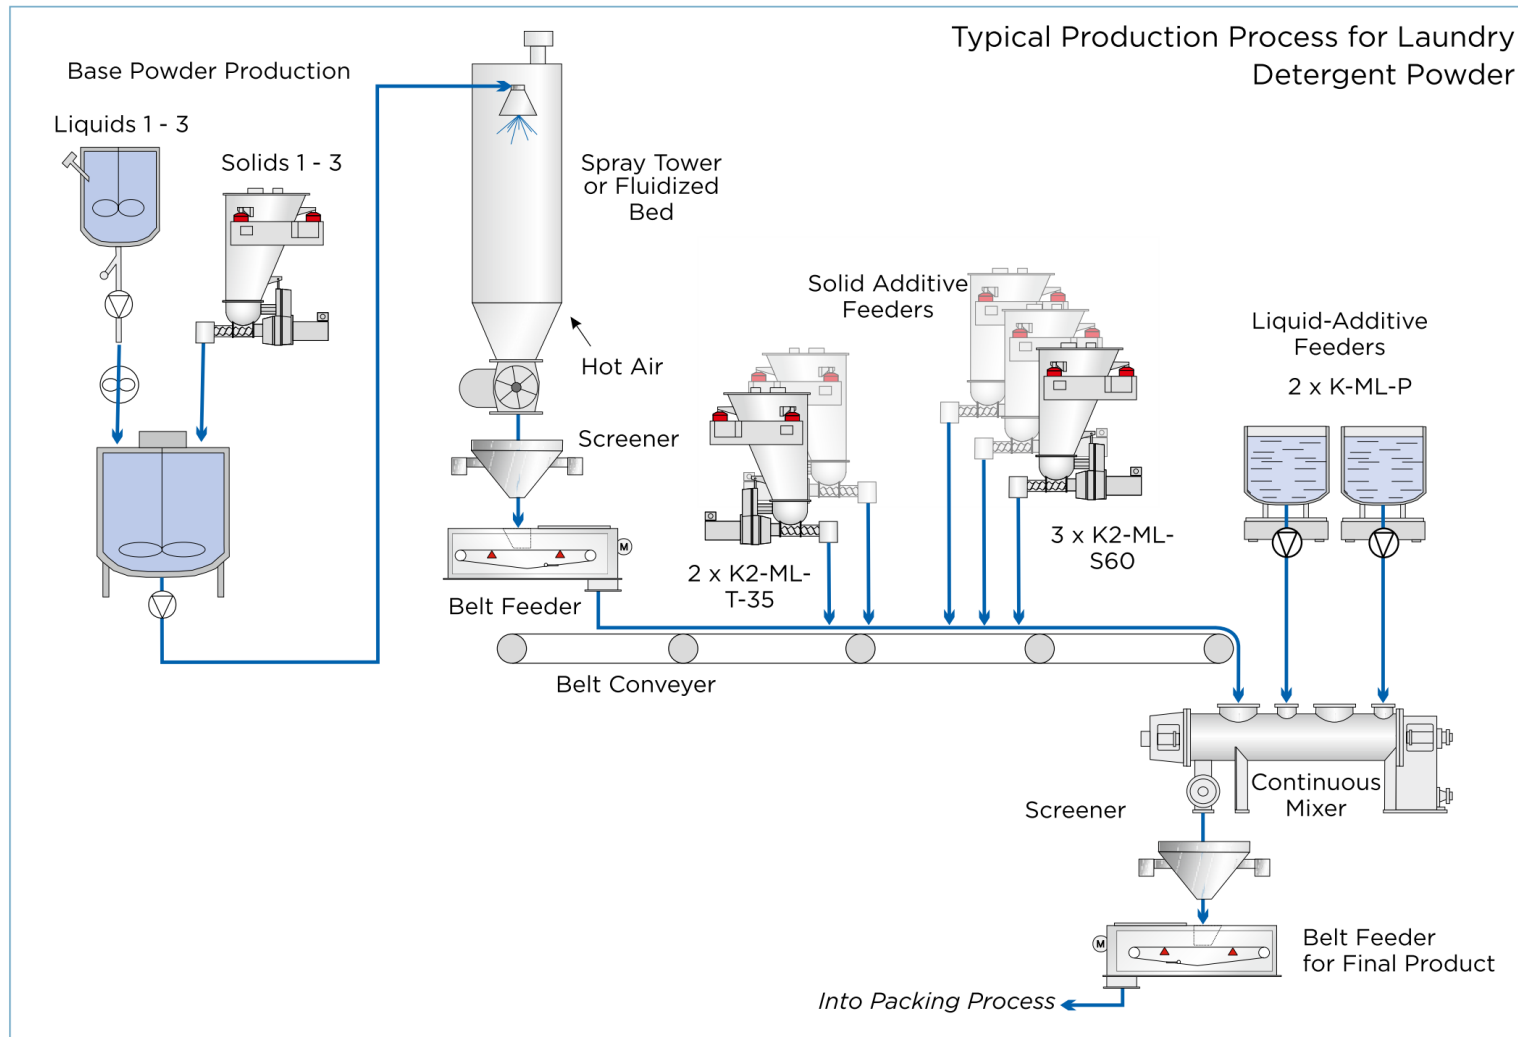 Typical Production Process for Laundry
Detergent Powder
Base Powder Production
Liquids 1 - 3
Solids 1 - 3
Spray Tower
or Fluidized
Bed
Hot Air
Screener
M
Belt Feeder
Solid Additive
Feeders
2 x K2-ML-
T-35
3 x K2-ML-
S60
Liquid-Additive
Feeders
2 x K-ML-P
Belt Conveyer
Continuous
Mixer
Screener
M
Belt Feeder
for Final Product
Into Packing Process